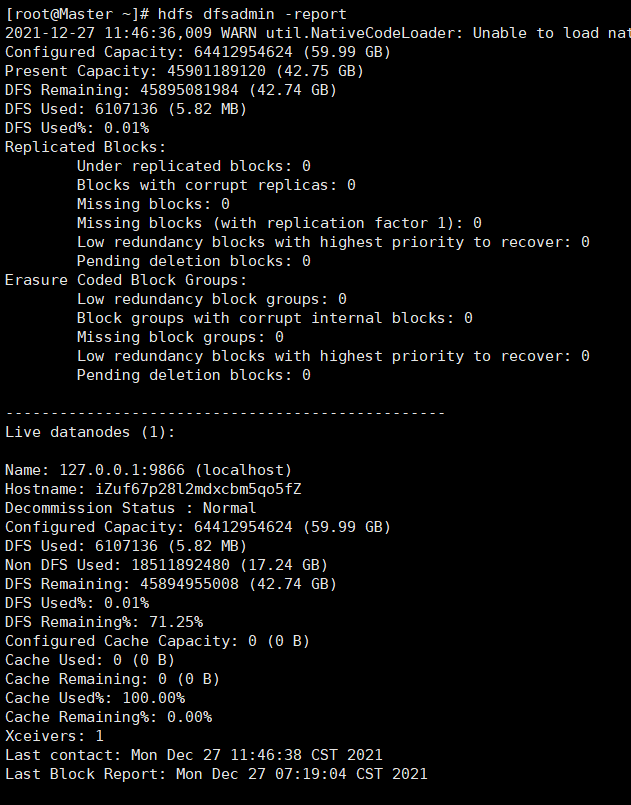 [root@Master ~]# hdfs dfsadmin -report
2021-12-27 11:46:36,009 WARN util.NativeCodeLoader: Unable to load nat
Configured Capacity: 64412954624 (59.99 GB)
Present Capacity: 45901189120 (42.75 GB)
DFS Remaining: 45895081984 (42.74 GB)
DFS Used: 6107136 (5.82 MB)
DFS Used%: 0.01%
Replicated Blocks:
        Under replicated blocks: 0
        Blocks with corrupt replicas: 0
        Missing blocks: 0
        Missing blocks (with replication factor 1): 0
        Low redundancy blocks with highest priority to recover: 0
        Pending deletion blocks: 0
Erasure Coded Block Groups:
        Low redundancy block groups: 0
        Block groups with corrupt internal blocks: 0
        Missing block groups: 0
        Low redundancy blocks with highest priority to recover: 0
        Pending deletion blocks: 0
-------------------------------------------------
Live datanodes (1):
Name: 127.0.0.1:9866 (localhost)
Hostname: iZuf67p28l2mdxcbm5qo5fZ
Decommission Status : Normal
Configured Capacity: 64412954624 (59.99 GB)
DFS Used: 6107136 (5.82 MB)
Non DFS Used: 18511892480 (17.24 GB)
DFS Remaining: 45894955008 (42.74 GB)
DFS Used%: 0.01%
DFS Remaining%: 71.25%
Configured Cache Capacity: 0 (0 B)
Cache Used: 0 (0 B)
Cache Remaining: 0 (0 B)
Cache Used%: 100.00%
Cache Remaining%: 0.00%
Xceivers: 1
Last contact: Mon Dec 27 11:46:38 CST 2021
Last Block Report: Mon Dec 27 07:19:04 CST 2021